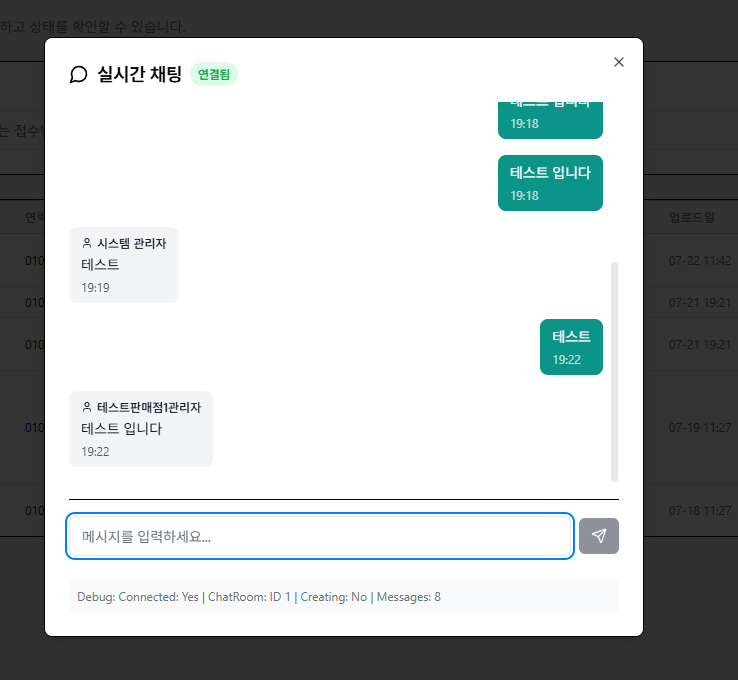 하고 상태를 확인할 수 있습니다.
실시간 채팅 연결됨
테스트 입니다
19:18
는 접수
테스트 입니다
19:18
연락
업로드일
시스템 관리자
테스트
19:19
010
07-22 11:42
010
07-21 19:21
테스트
19:22
010
07-21 19:21
테스트판매점1관리자
테스트 입니다
19:22
010
07-19 11:27
010
07-18 11:27
메시지를 입력하세요...
Debug: Connected: Yes | ChatRoom: ID 1 | Creating: No | Messages: 8